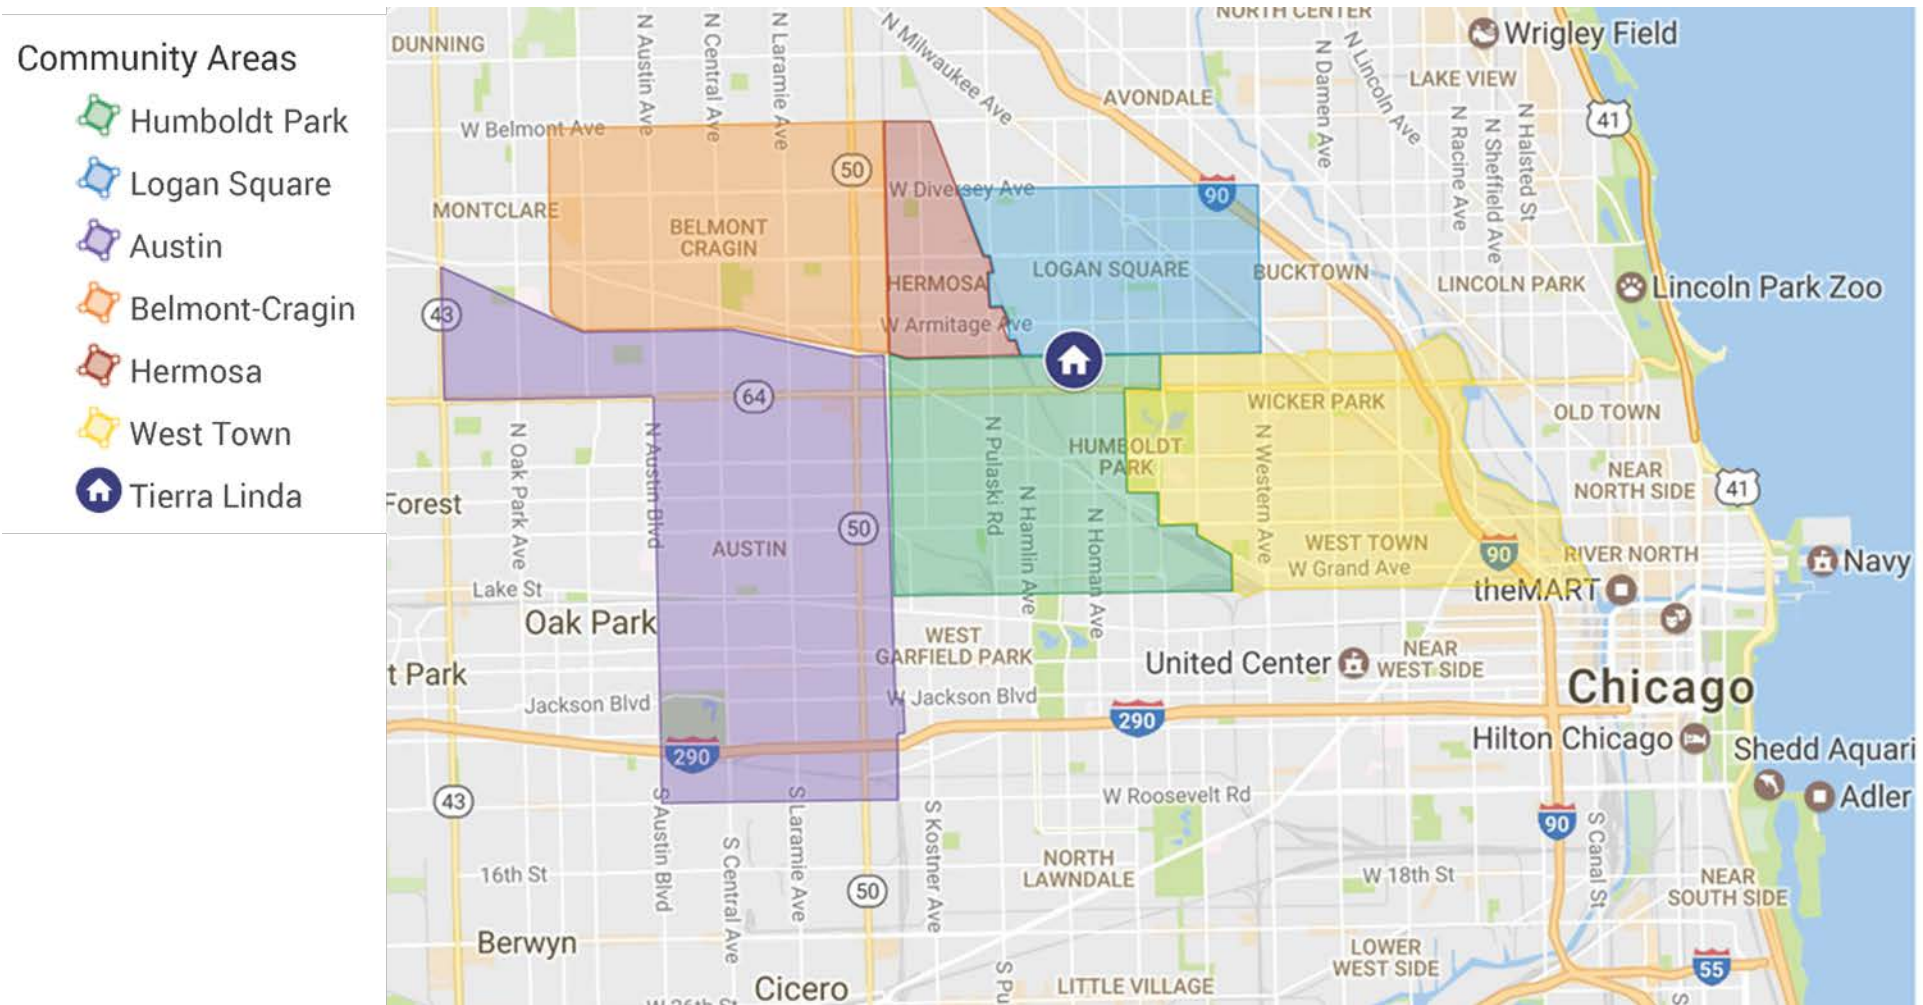 Community Areas
Humboldt Park
Logan Square
Austin
Belmont-Cragin
Hermosa
West Town
Tierra Linda
NORTH CENTER
Wrigley Field
DUNNING
N Austin Ave
N Central Ave
N Laramie Ave
N Milwaukee Ave
N Damen Ave
N Lincoln Ave
LAKE VIEW
AVONDALE
41
N Racine Ave
N Sheffield Ave
N Halsted St
W Belmont Ave
50
W Diversey Ave
90
MONTCLARE
BELMONT
CRAGIN
HERMOSA
LOGAN SQUARE
BUCKTOWN
LINCOLN PARK
Lincoln Park Zoo
43
W Armitage Ave
64
WICKER PARK
OLD TOWN
N Oak Park Ave
N Austin Blvd
N Pulaski Rd
HUMBOLDT
PARK
N Western Ave
NEAR
NORTH SIDE
41
Forest
50
N Hamlin Ave
N Homan Ave
AUSTIN
WEST TOWN
W Grand Ave
90
RIVER NORTH
Navy
theMART
Lake St
Oak Park
WEST
GARFIELD PARK
United Center
NEAR
WEST SIDE
t Park
Jackson Blvd
W Jackson Blvd
Chicago
290
290
Hilton Chicago
Shedd Aquari
Adler
43
S Austin Blvd
S Laramie Ave
W Roosevelt Rd
90
S Canal St
S Central Ave
S Kostner Ave
16th St
50
NORTH
LAWNDALE
W 18th St
NEAR
SOUTH SIDE
Berwyn
LOWER
WEST SIDE
55
Cicero
S Pu
LITTLE VILLAGE
W 26th St
S